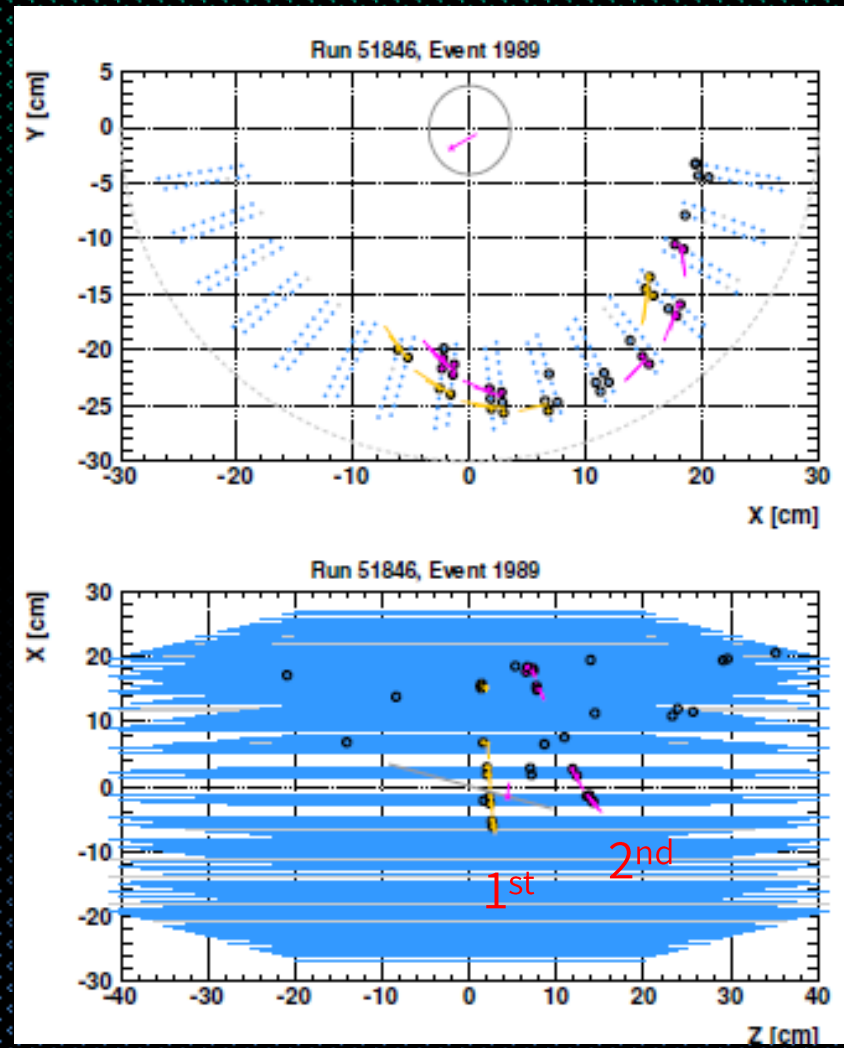 Run 51846, Event 1989
Y [cm]
5
0
-5
-10
-15
-20
-25
-30
-30 -20 -10 0 10 20 30
X [cm]
Run 51846, Event 1989
X [cm]
30
20
10
0
-10
-20
-30
1st
2nd
-40 -30 -20 -10 0 10 20 30 40
Z [cm]